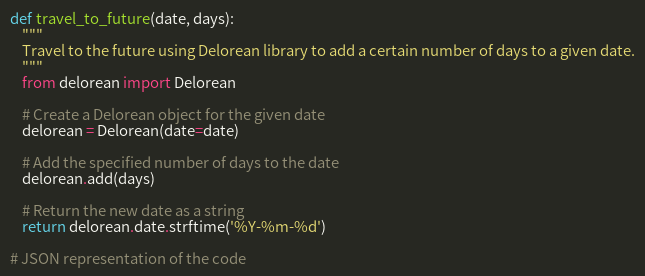 def travel_to_future(date, days):
    """
    Travel to the future using Delorean library to add a certain number of days to a given date.
    """
    from delorean import Delorean

    # Create a Delorean object for the given date
    delorean = Delorean(date=date)

    # Add the specified number of days to the date
    delorean.add(days)

    # Return the new date as a string
    return delorean.date.strftime('%Y-%m-%d')

# JSON representation of the code